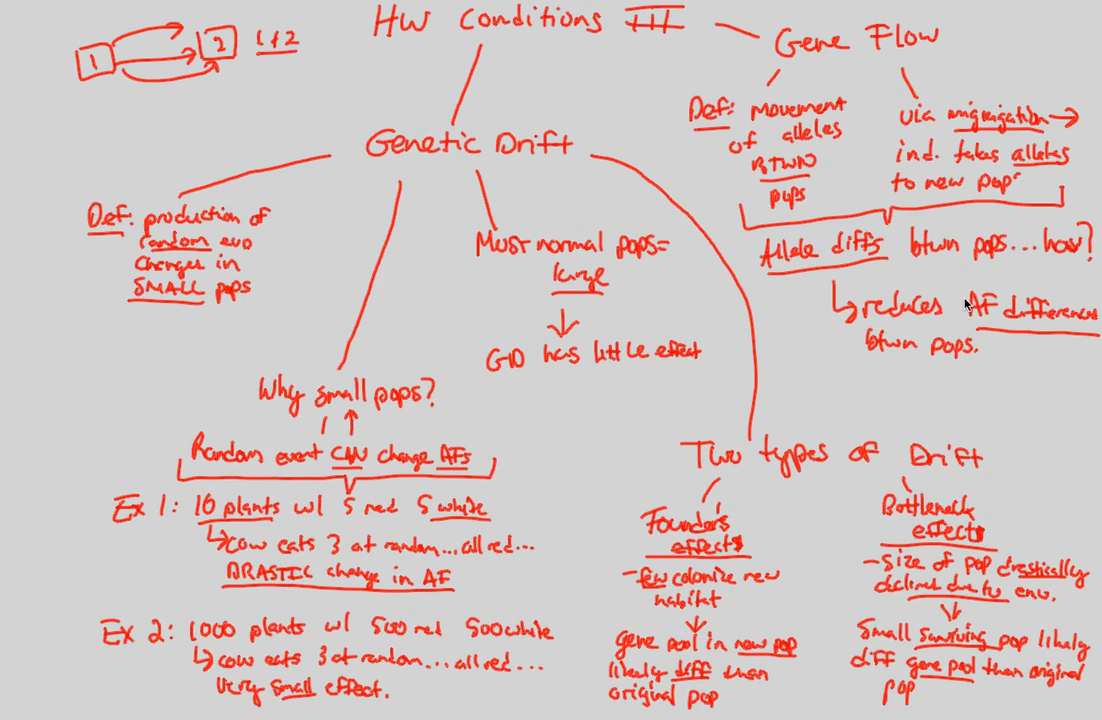 HW Conditions III
1 2 1+2
Gene Flow
Def: movement
of alleles
BTWN
pops
via migragation →
ind. takes alleles
to new pop
Allele diffs btwn pops... how?
↳ reduces AF differences
btwn pops.
Genetic Drift
Def: production of
random evo
changes in
SMALL pops
Most normal pops=
large
↓
GD has little effect
Why small pops?
Random event CAN change AFs
Ex 1: 10 plants w/ 5 red 5 white
↳ cow eats 3 at random... all red...
DRASTIC change in AF
Ex 2: 1000 plants w/ 500 red 500 white
↳ cow eats 3 at random... all red...
very small effect.
Two types of Drift
Founder's
effects
-few colonize new
habitat
↓
gene pool in new pop
likely diff than
original pop
Bottleneck
effects
-size of pop drastically
declined due to env.
↓
Small surviving pop likely
diff gene pool than original
pop